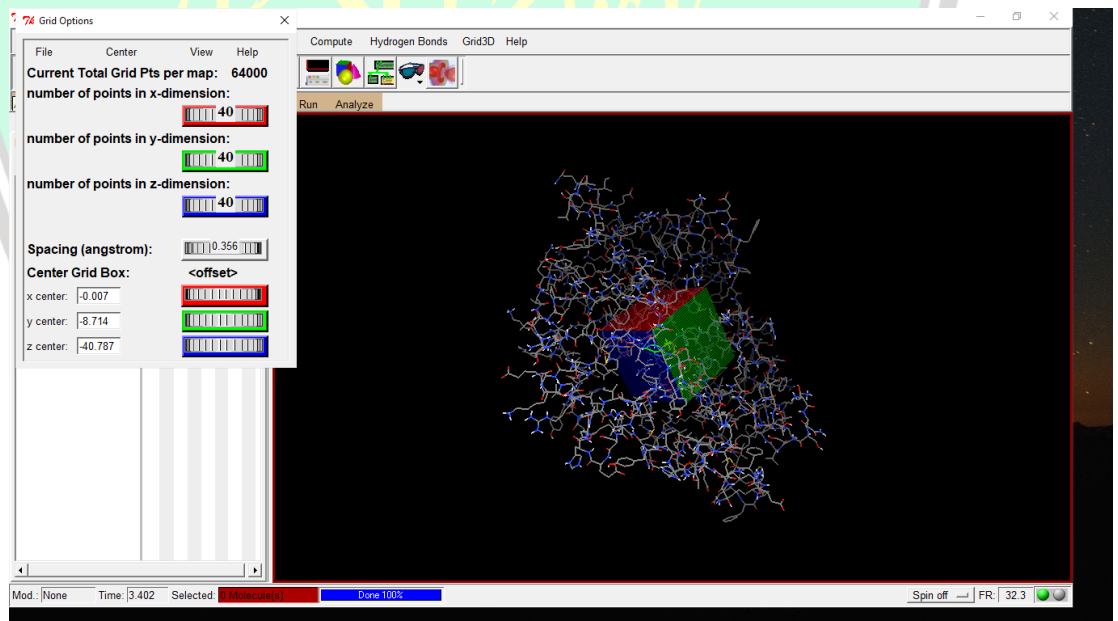 7% Grid Options
File Center View Help
Current Total Grid Pts per map: 64000
number of points in x-dimension:
40
number of points in y-dimension:
40
number of points in z-dimension:
40
Spacing (angstrom): 0.356
Center Grid Box: <offset>
x center: -0.007
y center: -8.714
z center: -40.787
Compute Hydrogen Bonds Grid3D Help
Run Analyze
Mod.: None Time: 3.402 Selected: 0 Molecule(s) Done 100% Spin off FR: 32.3